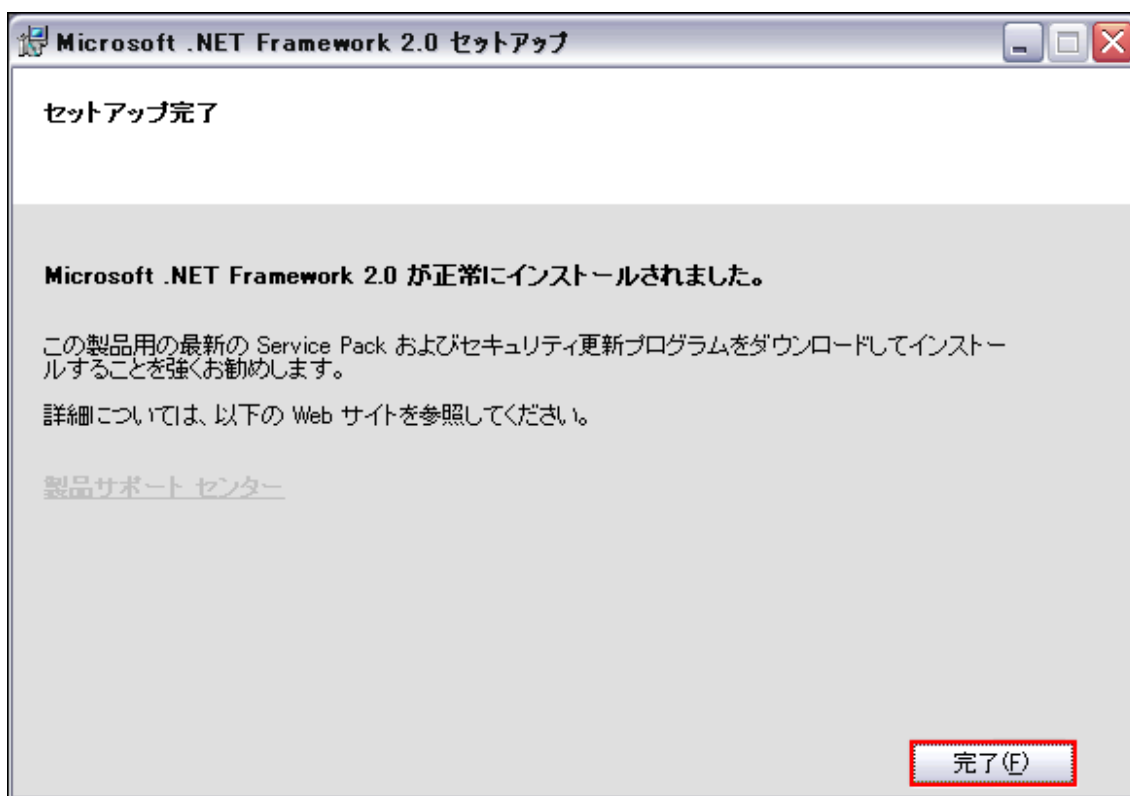 Microsoft .NET Framework 2.0 セットアップ
セットアップ完了
Microsoft .NET Framework 2.0 が正常にインストールされました。
この製品用の最新の Service Pack およびセキュリティ更新プログラムをダウンロードしてインストー
ルすることを強くお勧めします。
詳細については、以下の Web サイトを参照してください。
製品サポート センター
完了(F)